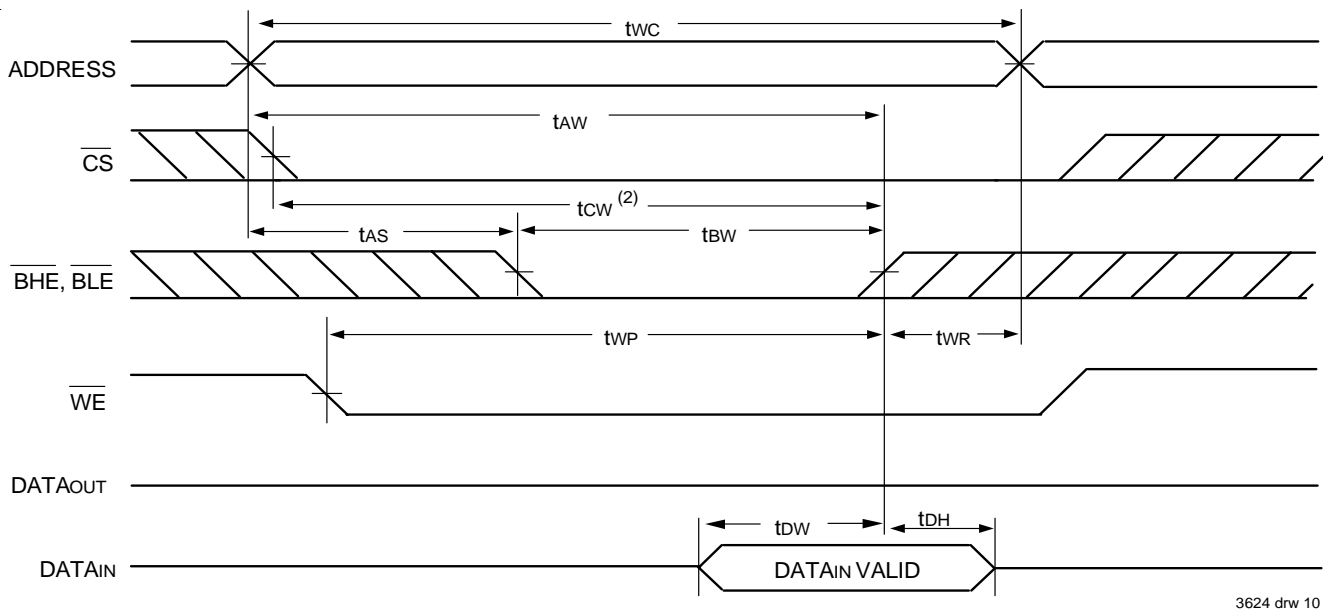 tWC
ADDRESS
tAW
CS
tCW (2)
tAS
tBW
BHE, BLE
tWP
tWR
WE
DATAOUT
tDW
tDH
DATAIN
DATAIN VALID
3624 drw 10